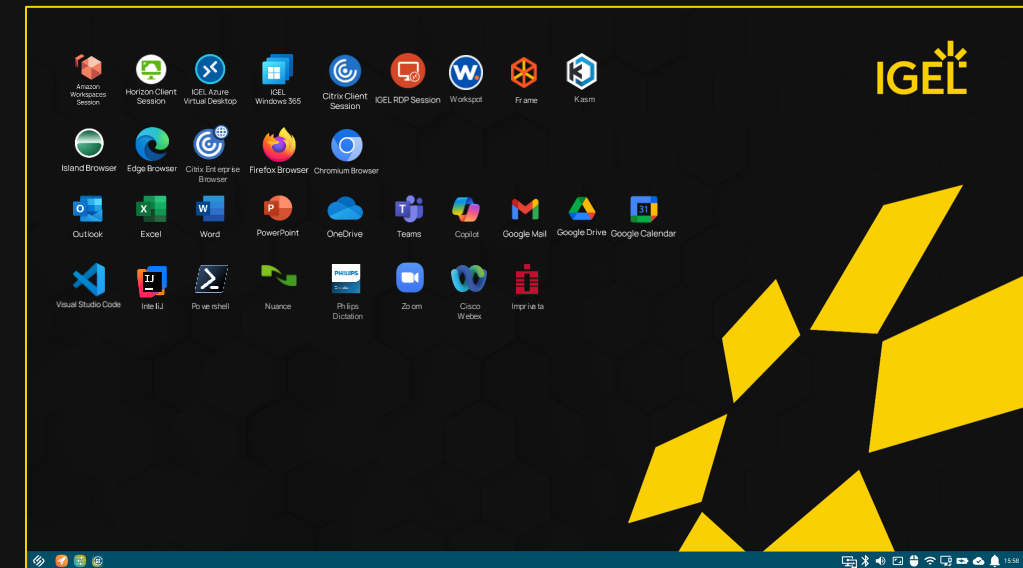 IGEL
Amazon
Workspaces
Session
Horizon Client
Session
IGEL Azure
Virtual Desktop
IGEL
Windows 365
Citrix Client
Session
IGEL RDP Session
Workspot
Frame
Kasm
Island Browser
Edge Browser
Citrix Enterprise
Browser
Firefox Browser
Chromium Browser
Outlook
Excel
Word
PowerPoint
OneDrive
Teams
Copilot
Google Mail
Google Drive
31
Google Calendar
Visual Studio Code
IJ
IntelliJ
Powershell
Nuance
PHILIPS
Philips
Dictation
Zoom
Cisco
Webex
Imprivata
15:58